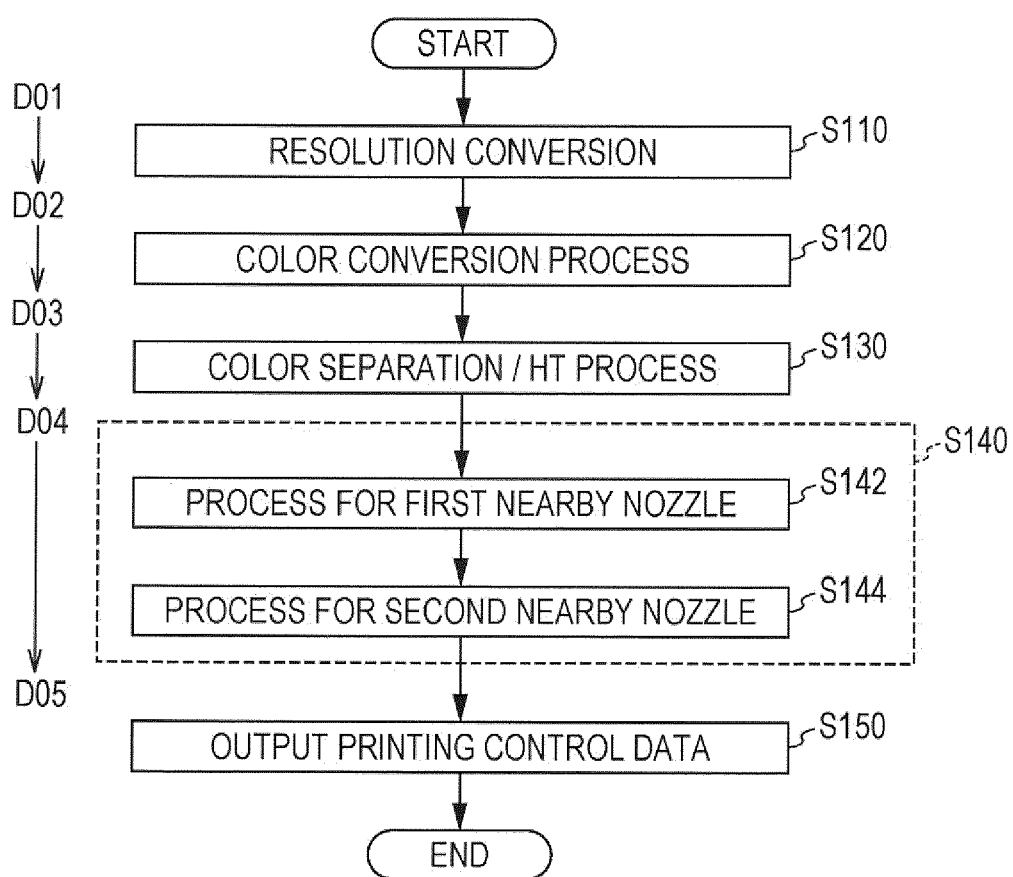 START
D01
RESOLUTION CONVERSION
S110
D02
COLOR CONVERSION PROCESS
S120
D03
COLOR SEPARATION / HT PROCESS
S130
D04
S140
PROCESS FOR FIRST NEARBY NOZZLE
S142
PROCESS FOR SECOND NEARBY NOZZLE
S144
D05
OUTPUT PRINTING CONTROL DATA
S150
END